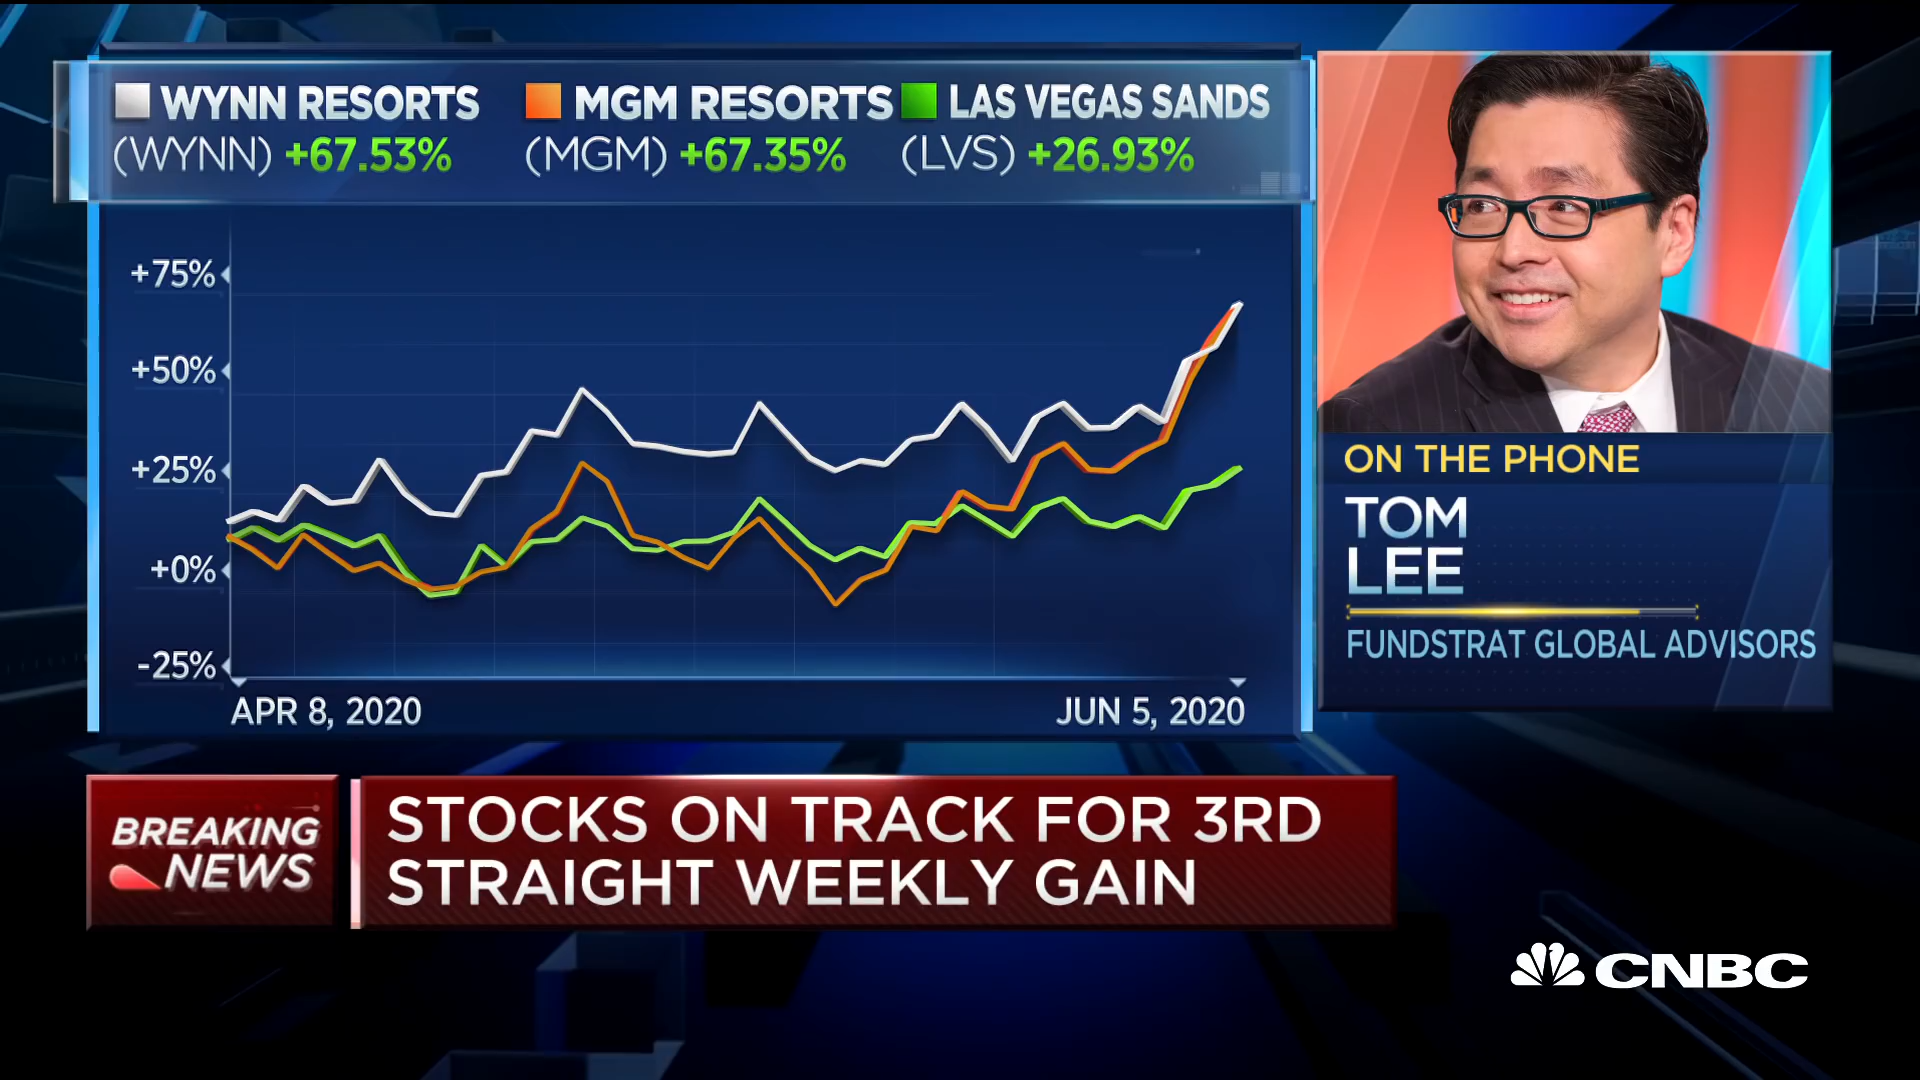 WYNN RESORTS
(WYNN) +67.53%
MGM RESORTS
(MGM) +67.35%
LAS VEGAS SANDS
(LVS) +26.93%
+75%
+50%
+25%
+0%
-25%
APR 8, 2020
JUN 5, 2020
ON THE PHONE
TOM
LEE
FUNDSTRAT GLOBAL ADVISORS
BREAKING
NEWS
STOCKS ON TRACK FOR 3RD
STRAIGHT WEEKLY GAIN
CNBC